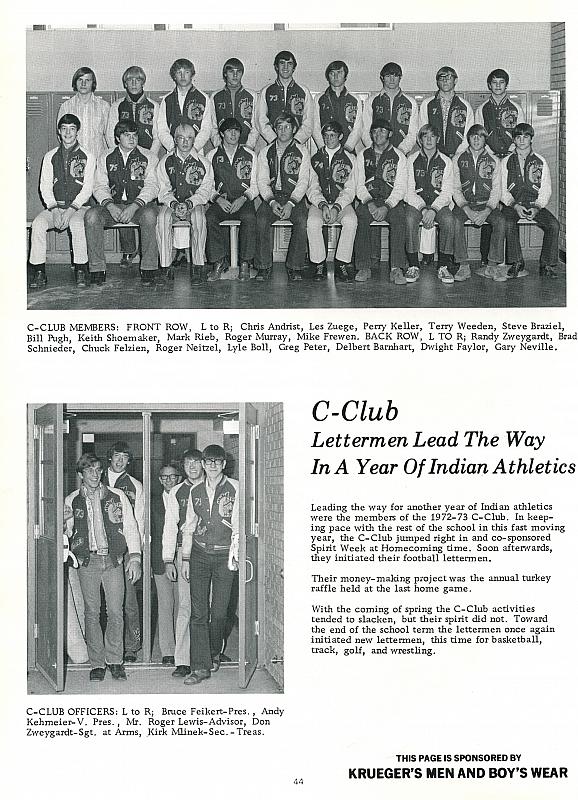 C-CLUB MEMBERS: FRONT ROW, L to R; Chris Andrist, Les Zuege, Perry Keller, Terry Weeden, Steve Braziel,
Bill Pugh, Keith Shoemaker, Mark Rieb, Roger Murray, Mike Frewen. BACK ROW, L TO R; Randy Zweygardt, Brad
Schnieder, Chuck Felzien, Roger Neitzel, Lyle Boll, Greg Peter, Delbert Barnhart, Dwight Faylor, Gary Neville.
C-Club
Lettermen Lead The Way
In A Year Of Indian Athletics
Leading the way for another year of Indian athletics
were the members of the 1972-73 C-Club. In keep-
ing pace with the rest of the school in this fast moving
year, the C-Club jumped right in and co-sponsored
Spirit Week at Homecoming time. Soon afterwards,
they initiated their football lettermen.
Their money-making project was the annual turkey
raffle held at the last home game.
With the coming of spring the C-Club activities
tended to slacken, but their spirit did not. Toward
the end of the school term the lettermen once again
initiated new lettermen, this time for basketball,
track, golf, and wrestling.
C-CLUB OFFICERS: L to R; Bruce Feikert-Pres., Andy
Kehmeier-V. Pres., Mr. Roger Lewis-Advisor, Don
Zweygardt-Sgt. at Arms, Kirk Mlinek-Sec.-Treas.
THIS PAGE IS SPONSORED BY
KRUEGER'S MEN AND BOY'S WEAR
44